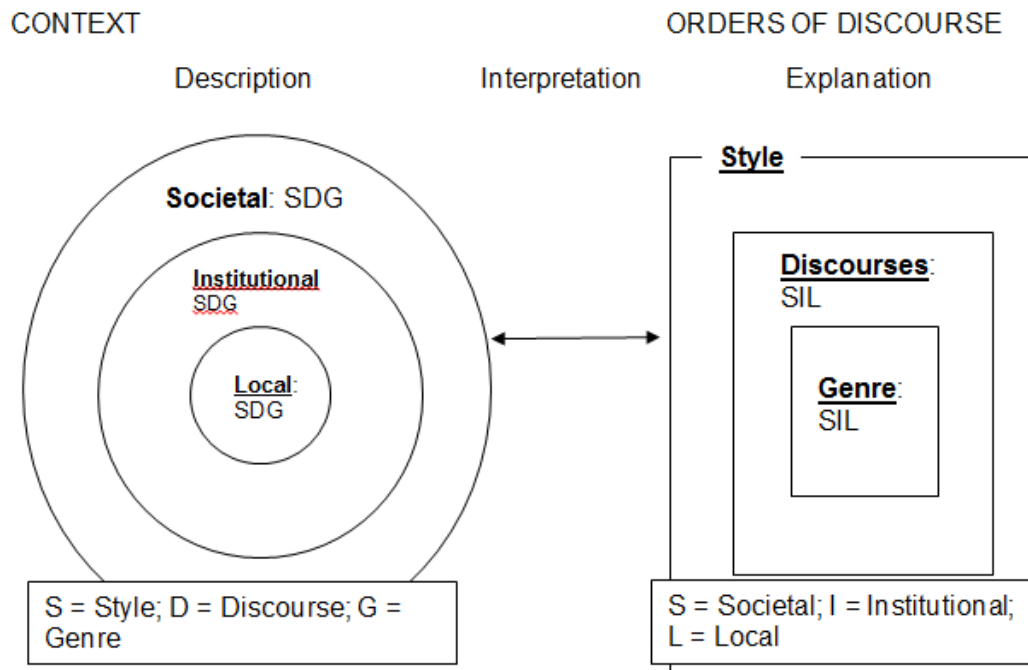 CONTEXT
ORDERS OF DISCOURSE
Description
Interpretation
Explanation
Societal: SDG
Institutional
SDG
Local:
SDG
S = Style; D = Discourse; G =
Genre
Style
Discourses:
SIL
Genre:
SIL
S = Societal; I = Institutional;
L = Local